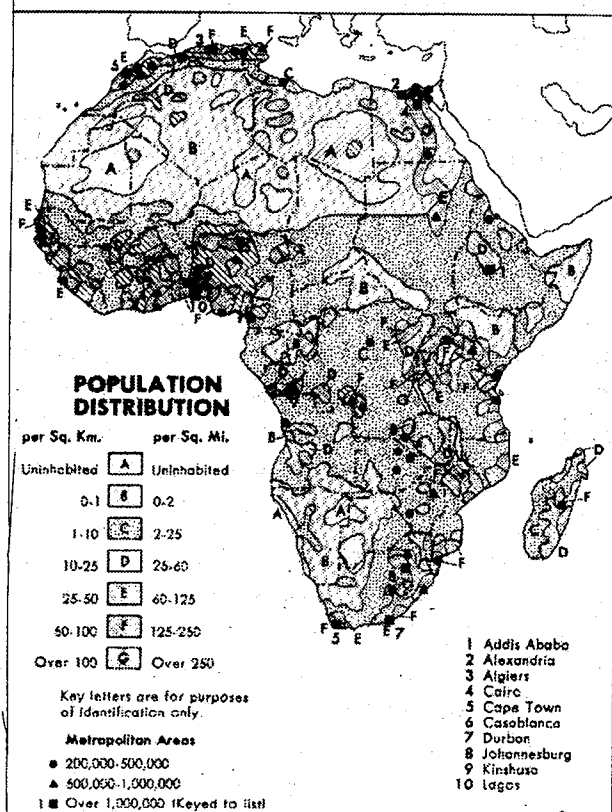 POPULATION
DISTRIBUTION
per Sq. Km. per Sq. Mi.
Uninhabited A Uninhabited
0-1 B 0-2
1-10 C 2-25
10-25 D 25-60
25-50 E 60-125
50-100 F 125-250
Over 100 G Over 250
Key letters are for purposes
of identification only.
Metropolitan Areas
● 200,000-500,000
▲ 500,000-1,000,000
1 ■ Over 1,000,000 (Keyed to list)
1 Addis Ababa
2 Alexandria
3 Algiers
4 Cairo
5 Cape Town
6 Casablanca
7 Durban
8 Johannesburg
9 Kinshasa
10 Lagos